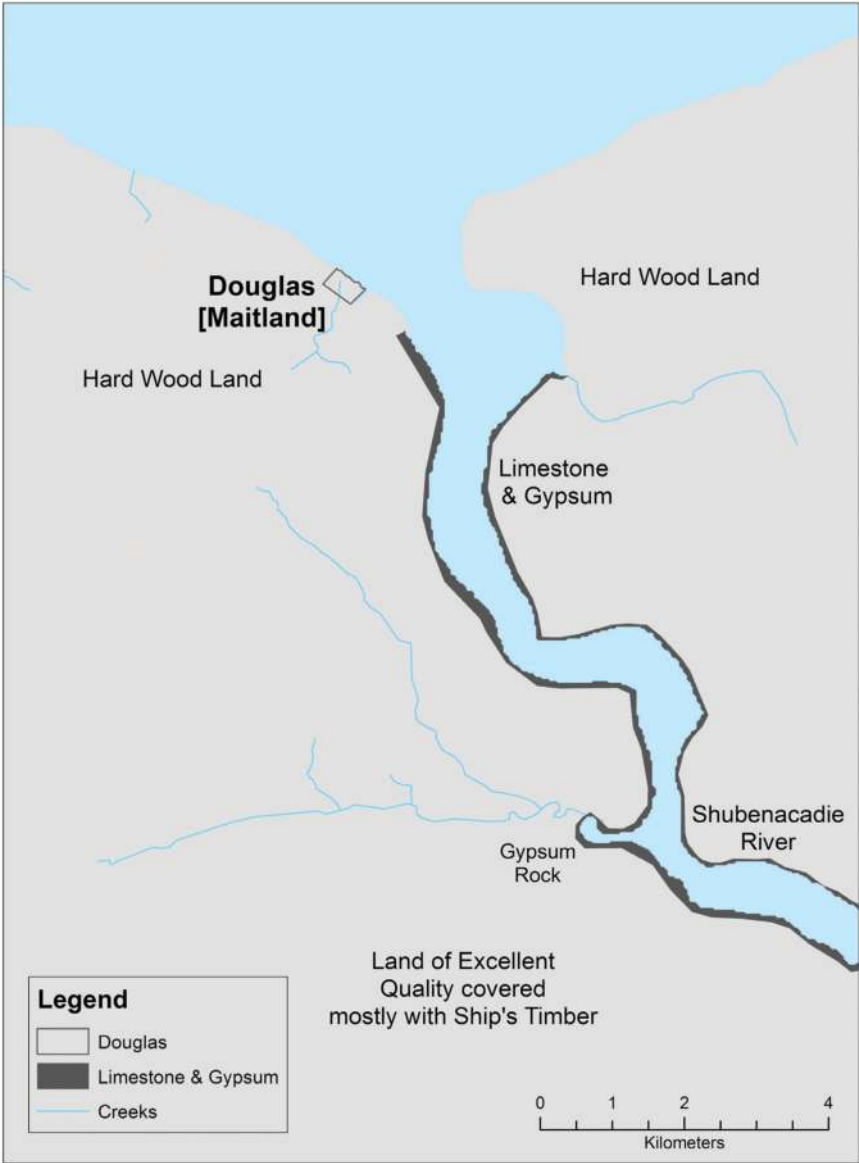 Hard Wood Land
Douglas
[Maitland]
Hard Wood Land
Limestone
& Gypsum
Shubenacadie
River
Gypsum
Rock
Land of Excellent
Quality covered
mostly with Ship's Timber
Legend
Douglas
Limestone & Gypsum
Creeks
0 1 2 4
Kilometers